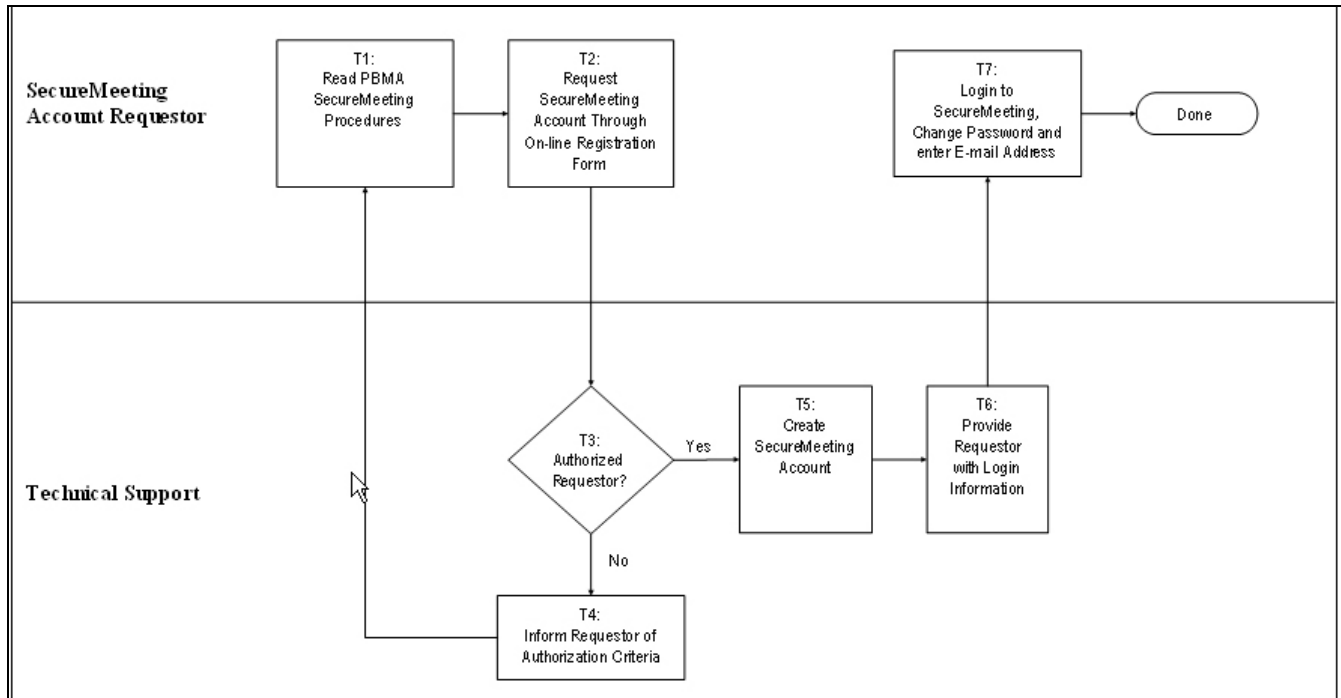 SecureMeeting
Account Requestor
T1:
Read PBMA
SecureMeeting
Procedures
T2:
Request
SecureMeeting
Account Through
On-line Registration
Form
T7:
Login to
SecureMeeting,
Change Password and
enter E-mail Address
Done
Technical Support
T3:
Authorized
Requestor?
Yes
No
T5:
Create
SecureMeeting
Account
T6:
Provide
Requestor
with Login
Information
T4:
Inform Requestor of
Authorization Criteria